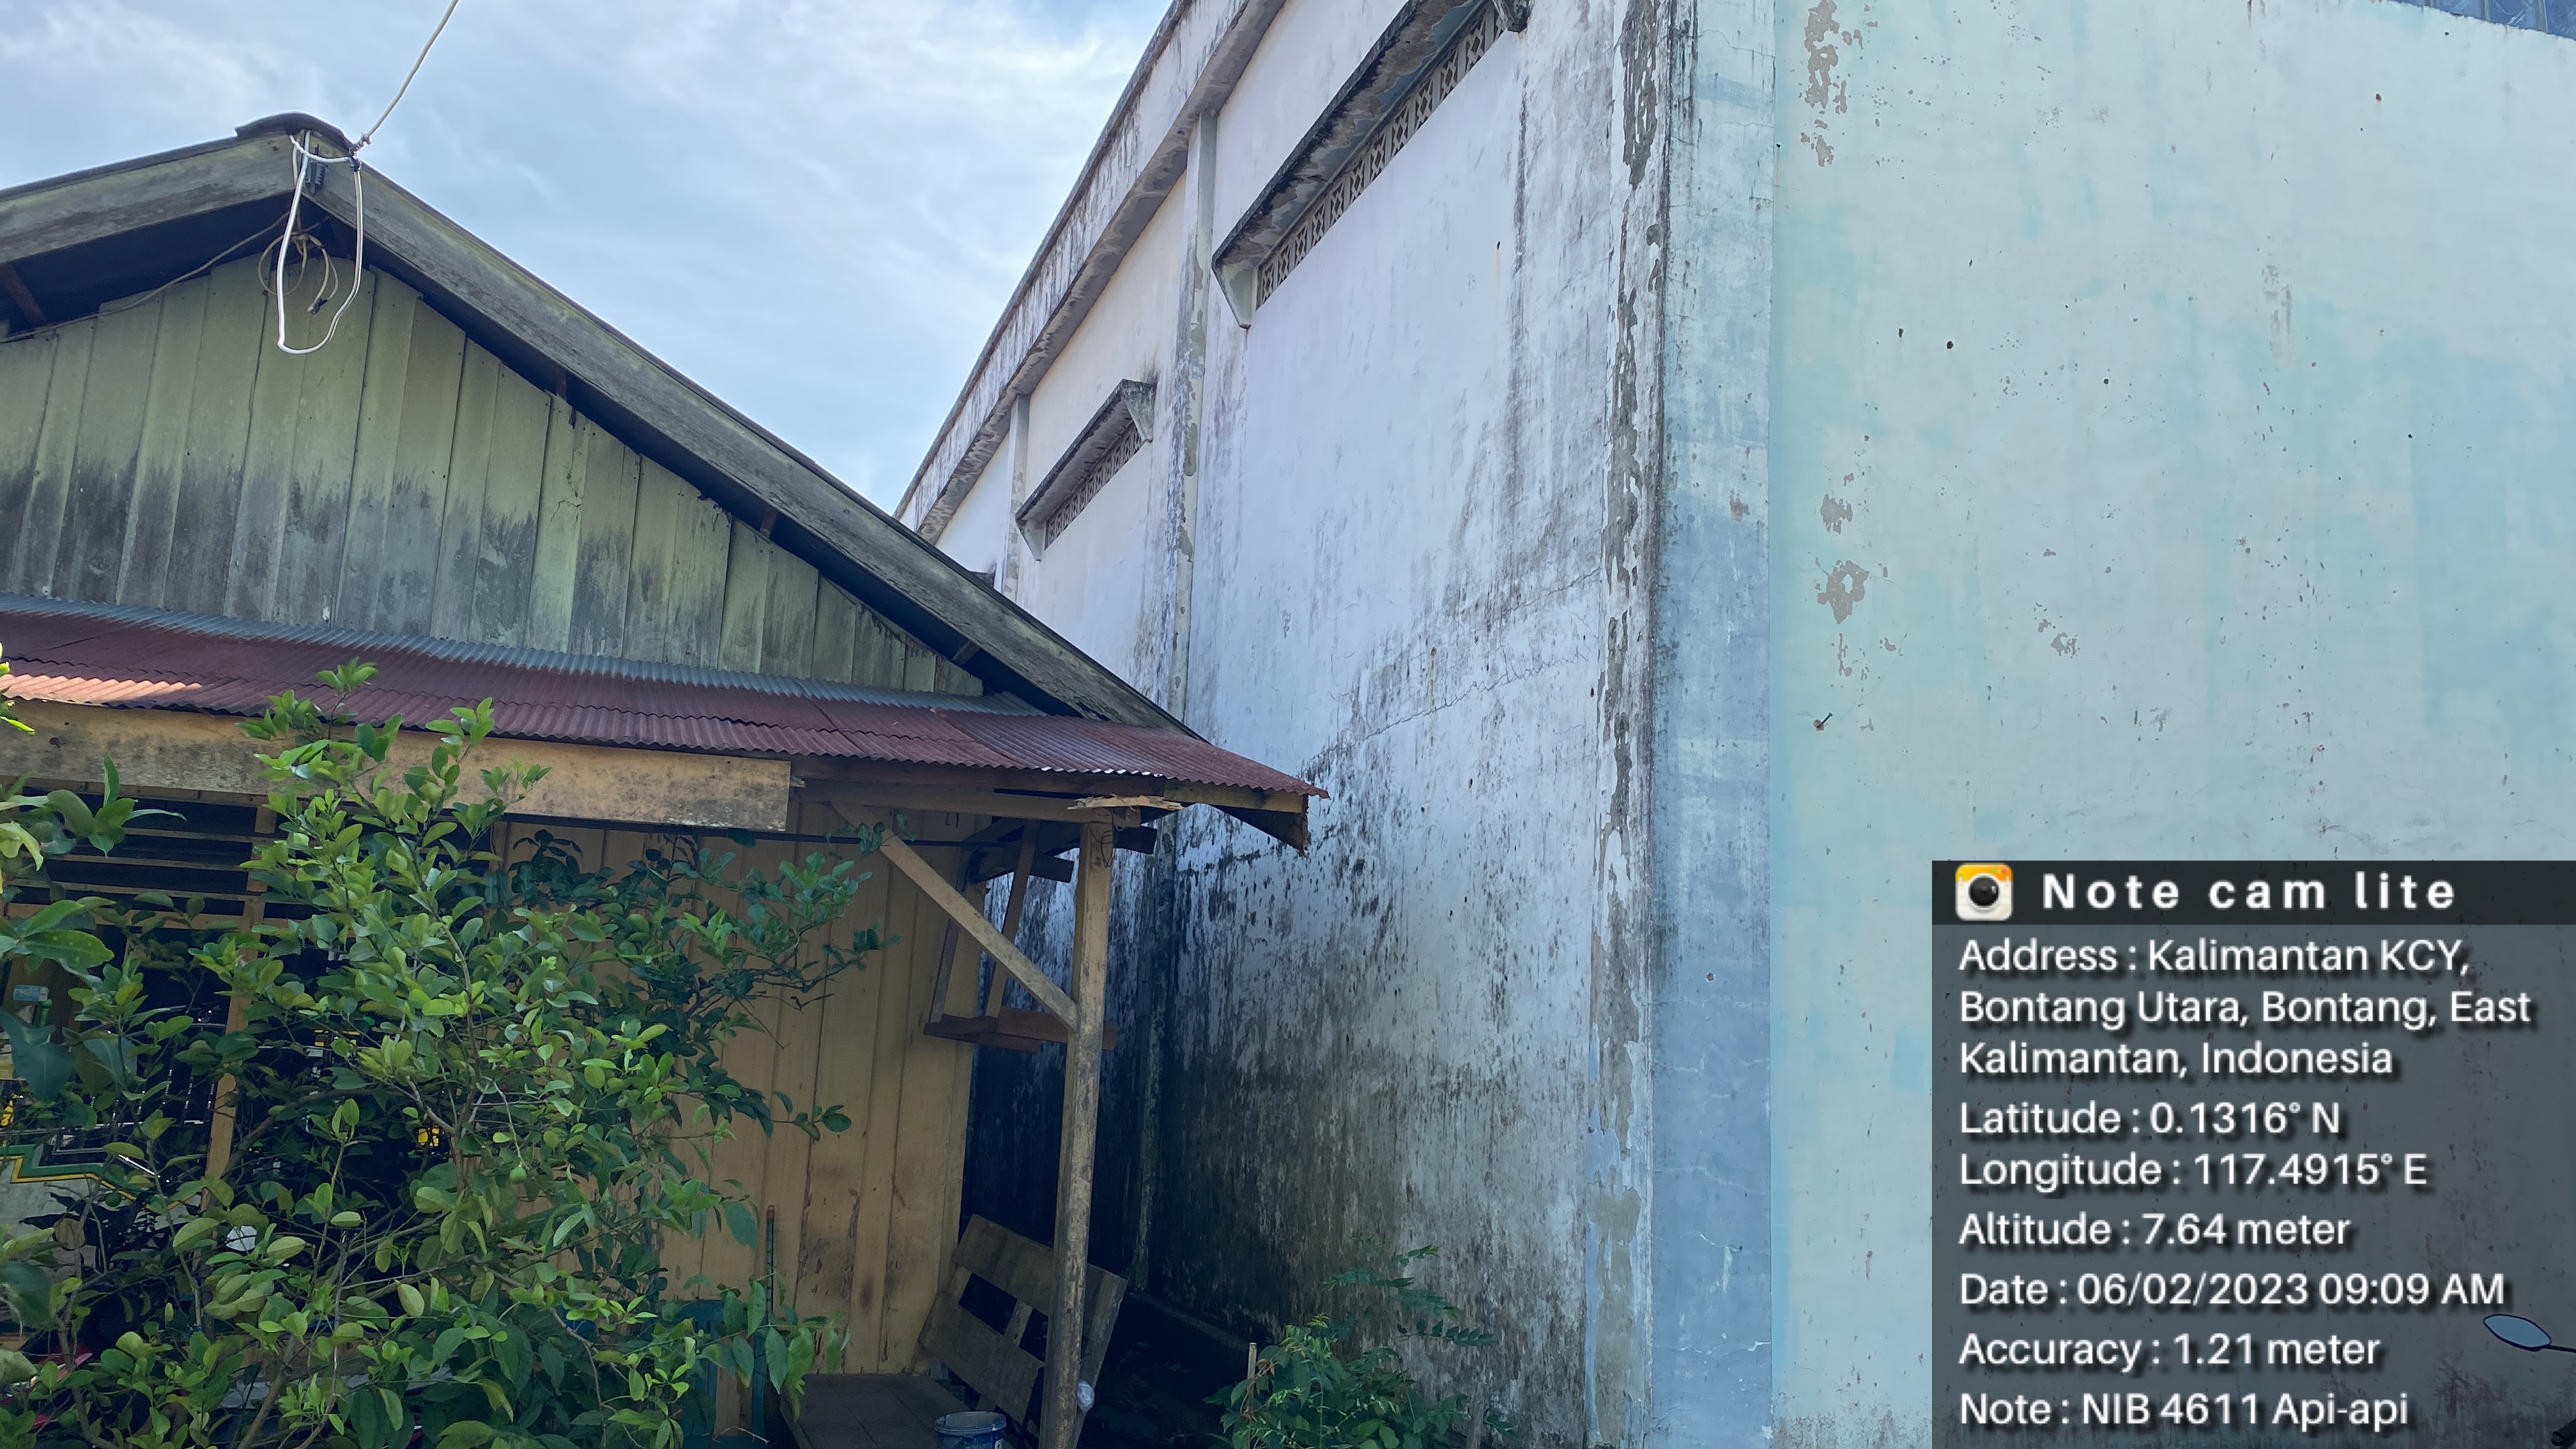 Note cam lite
Address : Kalimantan KCY,
Bontang Utara, Bontang, East
Kalimantan, Indonesia
Latitude : 0.1316° N
Longitude : 117.4915° E
Altitude : 7.64 meter
Date : 06/02/2023 09:09 AM
Accuracy : 1.21 meter
Note : NIB 4611 Api-api